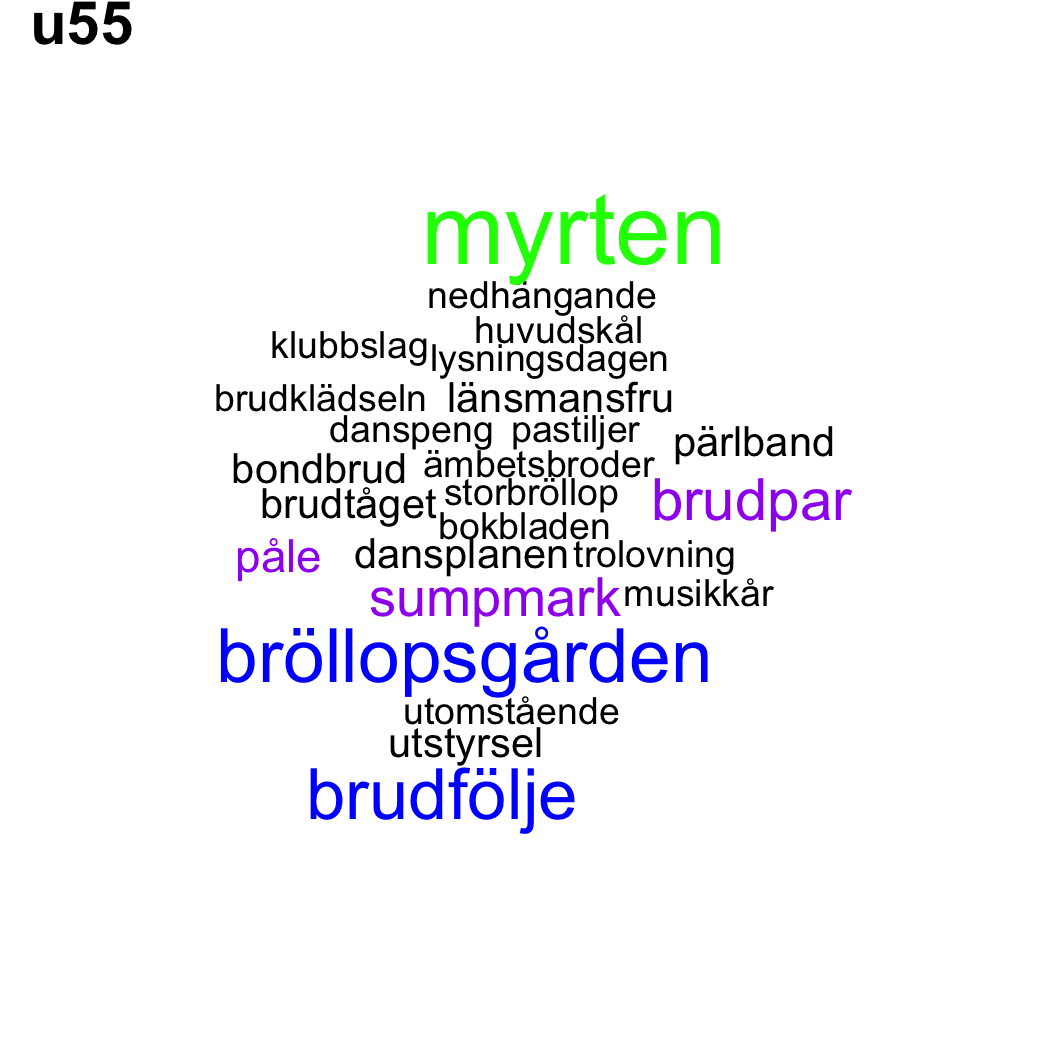 u55
myrten
nedhängande
huvudskål
klubbslag
lysningsdagen
brudklädseln länsmansfru
danspeng pastiljer
pärlband
bondbrud ämbetsbroder
brudtåget storbröllop brudpar
bokbladen
påle dansplanen trolovning
sumpmark musikkår
bröllopsgården
utomstående
utstyrsel
brudfölje